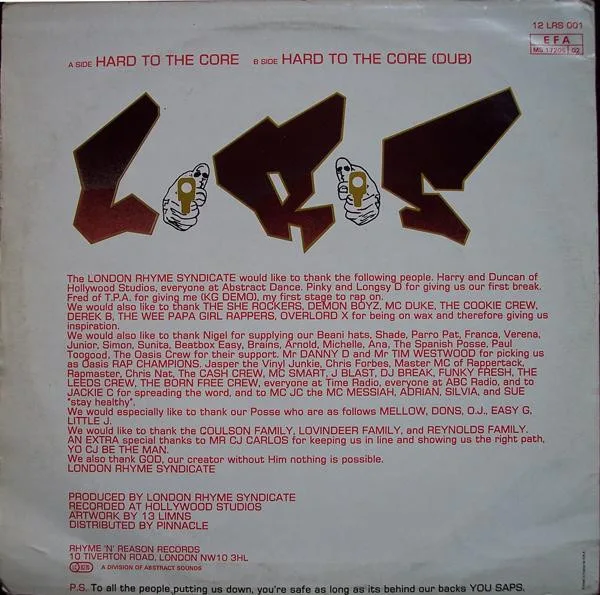 12 LRS 001
EFA
MS 17206 02
A SIDE HARD TO THE CORE B SIDE HARD TO THE CORE (DUB)
L.R.S
The LONDON RHYME SYNDICATE would like to thank the following people. Harry and Duncan of
Hollywood Studios, everyone at Abstract Dance. Pinky and Longsy D for giving us our first break.
Fred of T.P.A. for giving me (KG DEMO), my first stage to rap on.
We would also like to thank THE SHE ROCKERS, DEMON BOYZ, MC DUKE, THE COOKIE CREW,
DEREK B, THE WEE PAPA GIRL RAPPERS, OVERLORD X for being on wax and therefore giving us
inspiration.
We would also like to thank Nigel for supplying our Beani hats, Shade, Parro Pat, Franca, Verena,
Junior, Simon, Sunita, Beatbox Easy, Brains, Arnold, Michelle, Ana, The Spanish Posse, Paul
Toogood, The Oasis Crew for their support. Mr DANNY D and Mr TIM WESTWOOD for picking us
as Oasis RAP CHAMPIONS. Jasper the Vinyl Junkie, Chris Forbes, Master MC of Rappertack,
Rapmaster, Chris Nat, The CASH CREW, MC SMART, J BLAST, DJ BREAK, FUNKY FRESH, THE
LEEDS CREW, THE BORN FREE CREW, everyone at Time Radio, everyone at ABC Radio, and to
JACKIE C for spreading the word, and to MC JC the MC MESSIAH, ADRIAN, SILVIA, and SUE
"stay healthy".
We would especially like to thank our Posse who are as follows MELLOW, DONS, O.J., EASY G,
LITTLE J.
We would like to thank the COULSON FAMILY, LOVINDEER FAMILY, and REYNOLDS FAMILY.
AN EXTRA special thanks to MR CJ CARLOS for keeping us in line and showing us the right path,
YO CJ BE THE MAN.
We also thank GOD, our creator without Him nothing is possible.
LONDON RHYME SYNDICATE
PRODUCED BY LONDON RHYME SYNDICATE
RECORDED AT HOLLYWOOD STUDIOS
ARTWORK BY 13 LIMNS
DISTRIBUTED BY PINNACLE
RHYME 'N' REASON RECORDS
10 TIVERTON ROAD, LONDON NW10 3HL
A DIVISION OF ABSTRACT SOUNDS
P.S. To all the people putting us down, you're safe as long as its behind our backs YOU SAPS.